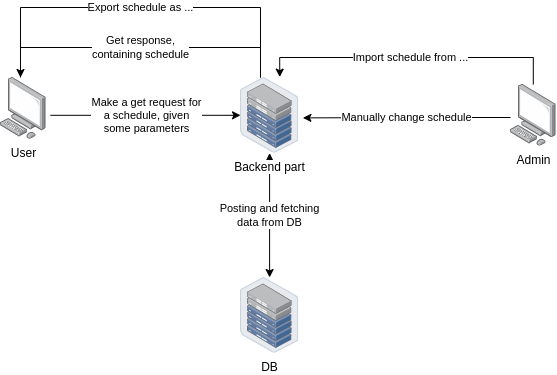 Export schedule as ...
Get response,
containing schedule
Import schedule from ...
Make a get request for
a schedule, given
some parameters
Manually change schedule
User
Backend part
Admin
Posting and fetching
data from DB
DB